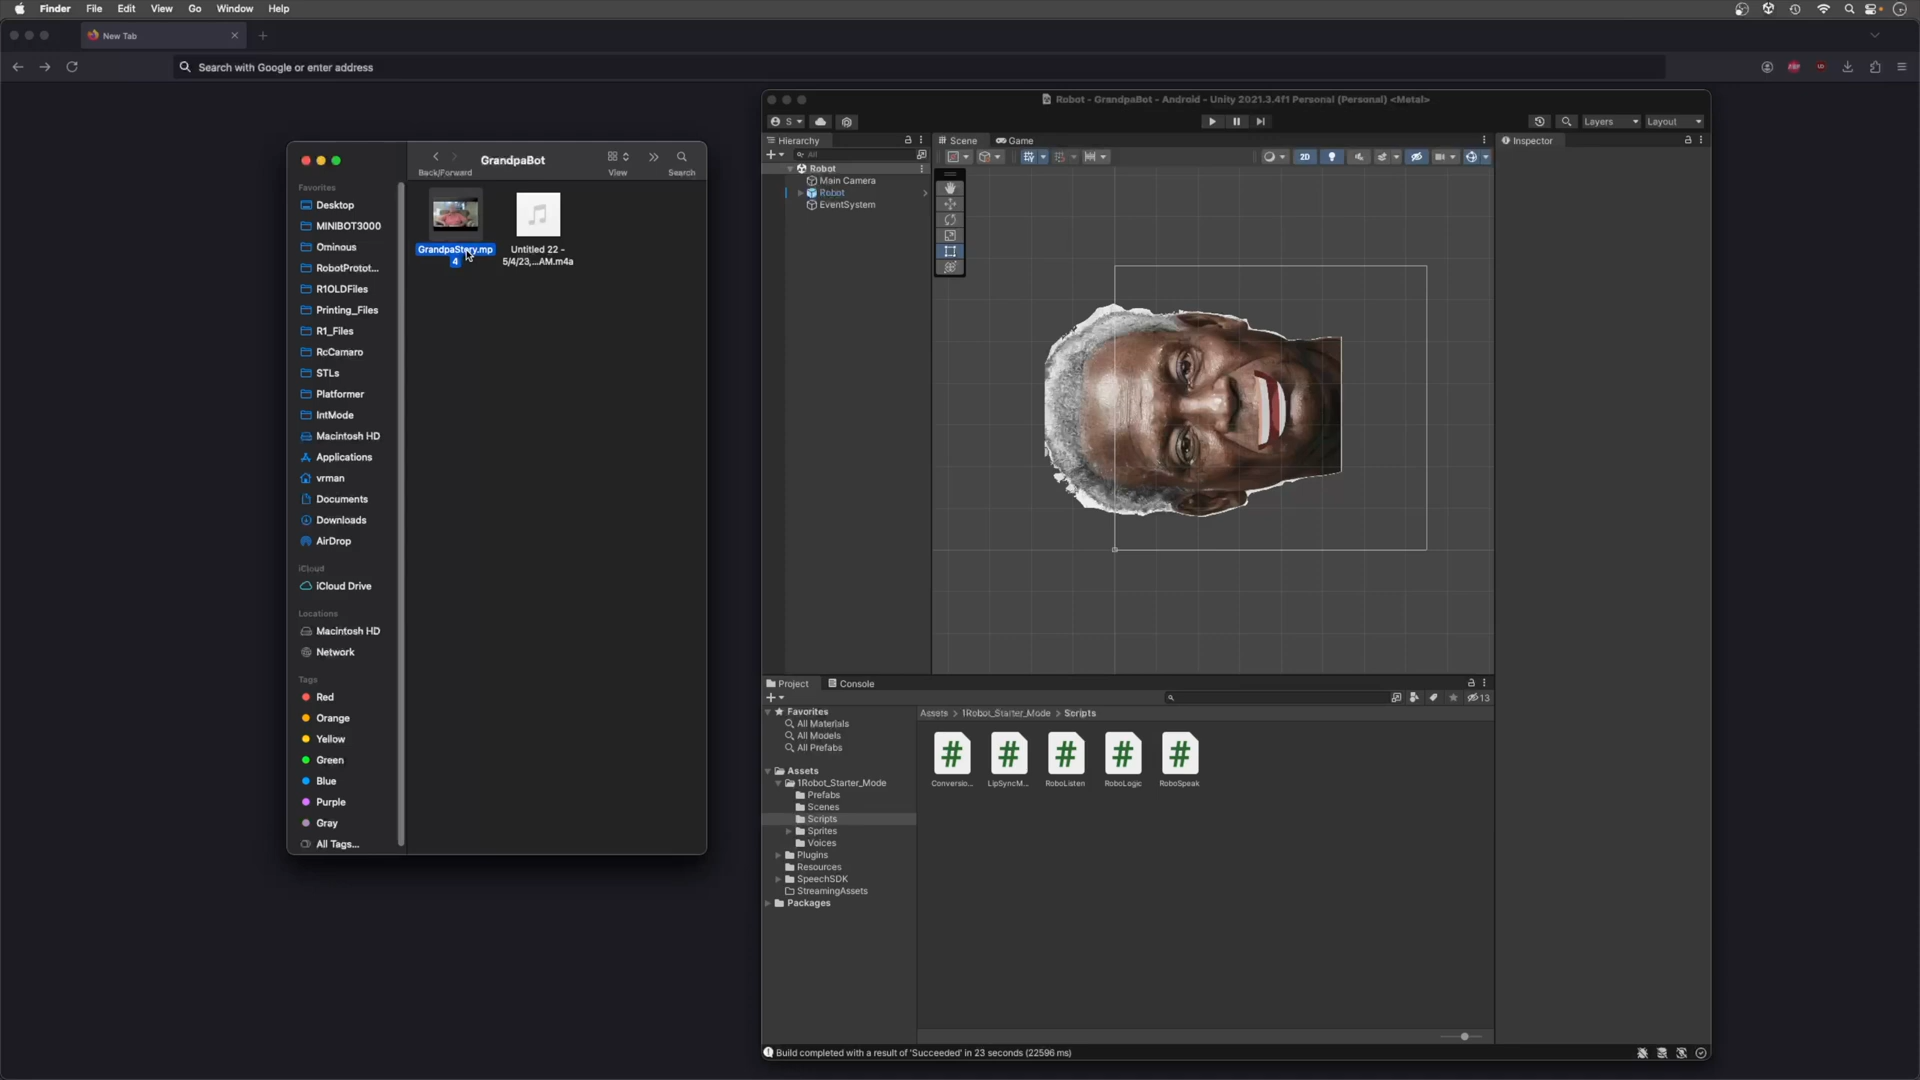 Finder File Edit View Go Window Help
New Tab
Search with Google or enter address
GrandpaBot
Back/Forward View Search
Favorites
Desktop
MINIBOT3000
Ominous
RobotProtot...
R1OLDFiles
Printing_Files
R1_Files
RcCamaro
STLs
Platformer
IntMode
Macintosh HD
Applications
vrman
Documents
Downloads
AirDrop
iCloud
iCloud Drive
Locations
Macintosh HD
Network
Tags
Red
Orange
Yellow
Green
Blue
Purple
Gray
All Tags...
GrandpaStory.mp
4
Untitled 22 -
5/4/23,...AM.m4a
Robot - GrandpaBot - Android - Unity 2021.3.4f1 Personal (Personal) <Metal>
S Layers Layout
Hierarchy Scene Game Inspector
All 2D
Robot
Main Camera
Robot
EventSystem
Project Console
13
Favorites
All Materials
All Models
All Prefabs
Assets
1Robot_Starter_Mode
Prefabs
Scenes
Scripts
Sprites
Voices
Plugins
Resources
SpeechSDK
StreamingAssets
Packages
Assets > 1Robot_Starter_Mode > Scripts
# # # # #
Conversio... LipSyncM... RoboListen RoboLogic RoboSpeak
Build completed with a result of 'Succeeded' in 23 seconds (22596 ms)